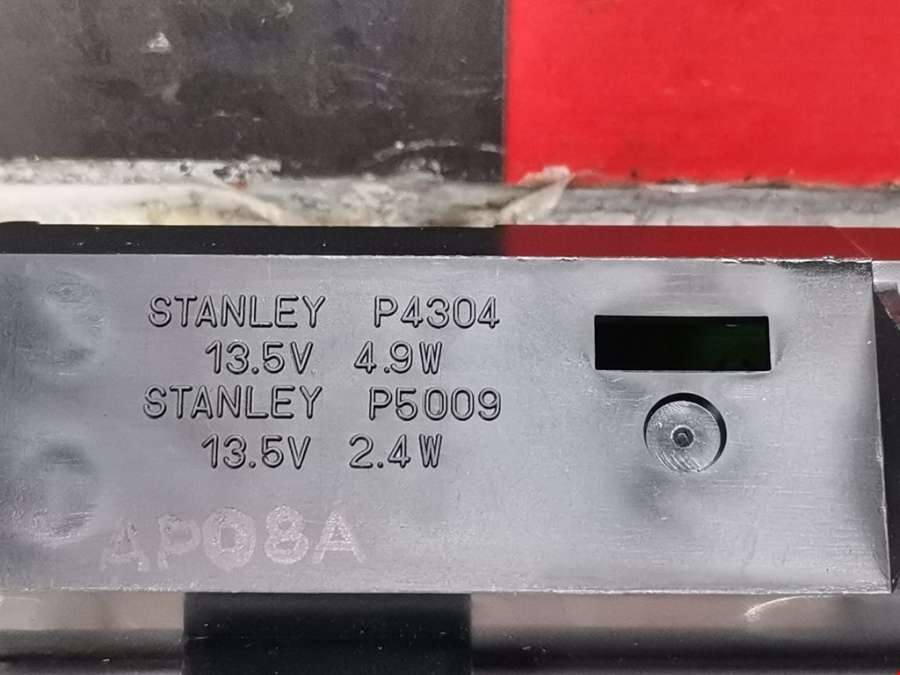 STANLEY P4304
13.5V 4.9W
STANLEY P5009
13.5V 2.4W
AP08A